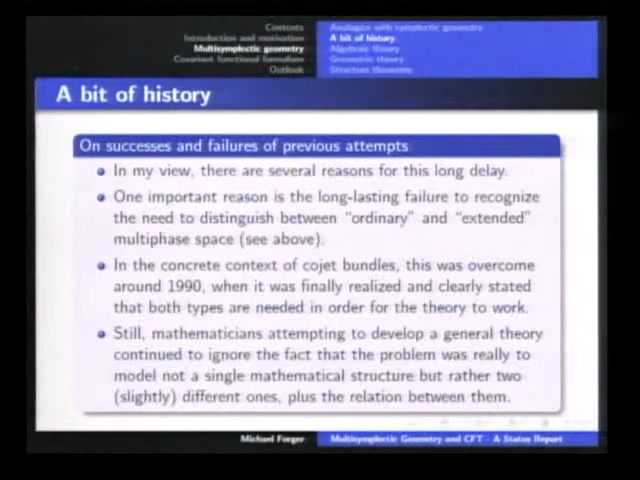 Contents
Introduction and motivation
Multisymplectic geometry
Covariant functional formalism
Outlook
Analogies with symplectic geometry
A bit of history
Algebraic theory
Geometric theory
Structure theorems
A bit of history
On successes and failures of previous attempts
In my view, there are several reasons for this long delay.
One important reason is the long-lasting failure to recognize
the need to distinguish between "ordinary" and "extended"
multiphase space (see above).
In the concrete context of cojet bundles, this was overcome
around 1990, when it was finally realized and clearly stated
that both types are needed in order for the theory to work.
Still, mathematicians attempting to develop a general theory
continued to ignore the fact that the problem was really to
model not a single mathematical structure but rather two
(slightly) different ones, plus the relation between them.
Michael Forger
Multisymplectic Geometry and CFT - A Status Report